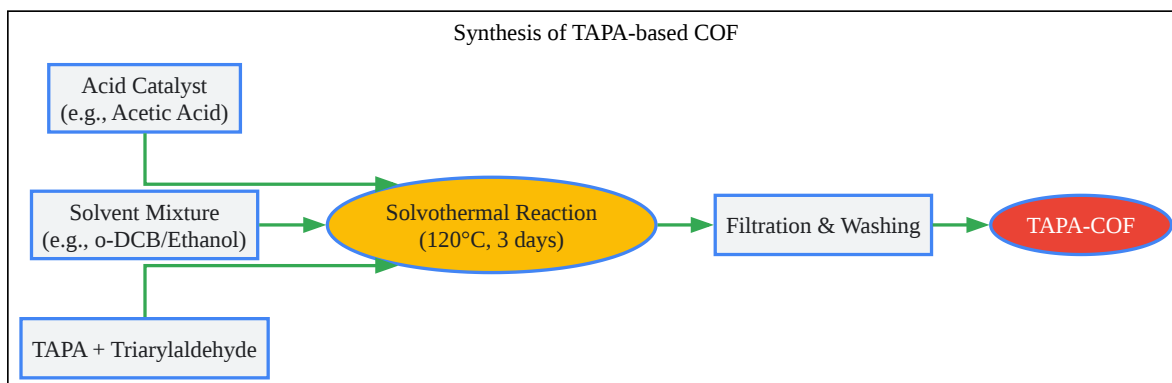 Synthesis of TAPA-based COF
Acid Catalyst
(e.g., Acetic Acid)
Solvent Mixture
(e.g., o-DCB/Ethanol)
TAPA + Triarylaldehyde
Solvothermal Reaction
(120°C, 3 days)
Filtration & Washing
TAPA-COF